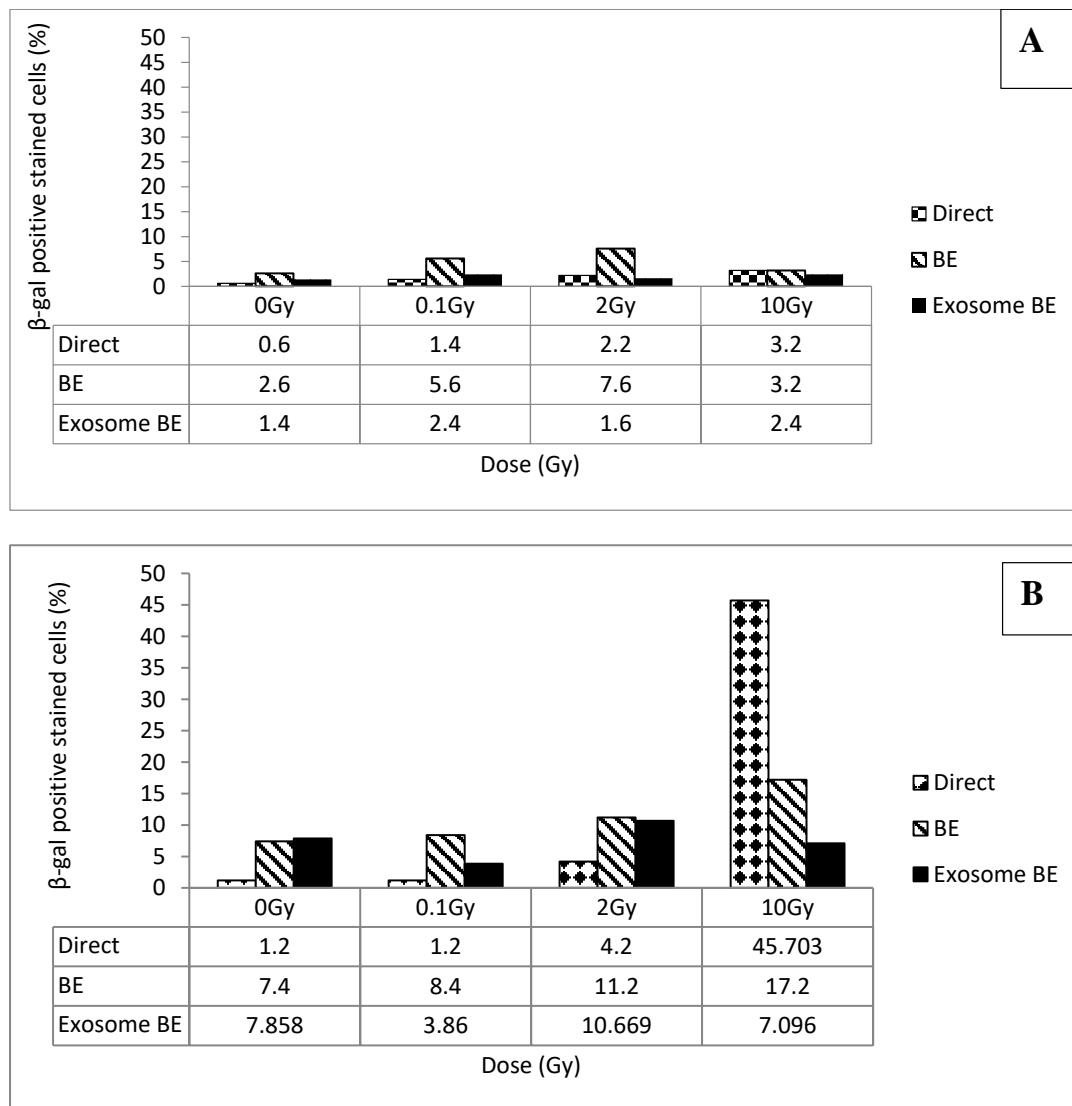 A
β-gal positive stained cells (%)
50
45
40
35
30
25
20
15
10
5
0
0Gy 0.1Gy 2Gy 10Gy
Direct 0.6 1.4 2.2 3.2
BE 2.6 5.6 7.6 3.2
Exosome BE 1.4 2.4 1.6 2.4
Dose (Gy)
Direct
BE
Exosome BE
B
β-gal positive stained cells (%)
50
45
40
35
30
25
20
15
10
5
0
0Gy 0.1Gy 2Gy 10Gy
Direct 1.2 1.2 4.2 45.703
BE 7.4 8.4 11.2 17.2
Exosome BE 7.858 3.86 10.669 7.096
Dose (Gy)
Direct
BE
Exosome BE